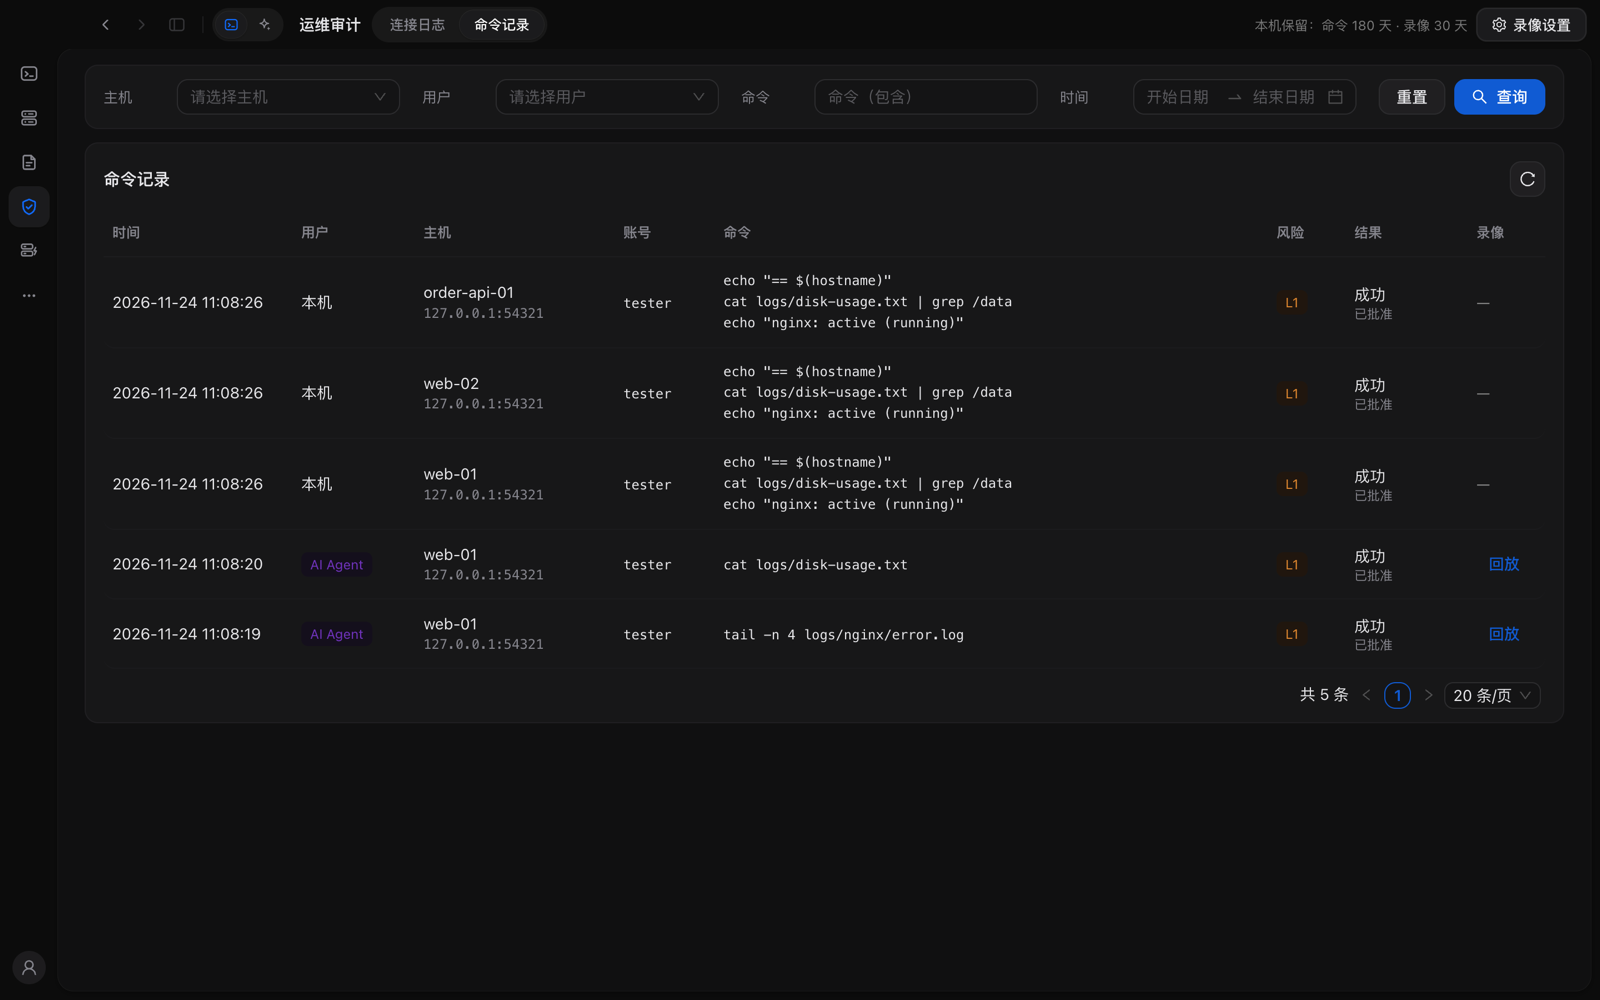 运维审计
连接日志
命令记录
本机保留：命令 180 天 · 录像 30 天
录像设置
主机
请选择主机
用户
请选择用户
命令
命令（包含）
时间
开始日期
结束日期
重置
查询
命令记录
时间 用户 主机 账号 命令 风险 结果 录像
2026-11-24 11:08:26
本机
order-api-01
127.0.0.1:54321
tester
echo "== $(hostname)"
cat logs/disk-usage.txt | grep /data
echo "nginx: active (running)"
L1
成功
已批准
—
2026-11-24 11:08:26
本机
web-02
127.0.0.1:54321
tester
echo "== $(hostname)"
cat logs/disk-usage.txt | grep /data
echo "nginx: active (running)"
L1
成功
已批准
—
2026-11-24 11:08:26
本机
web-01
127.0.0.1:54321
tester
echo "== $(hostname)"
cat logs/disk-usage.txt | grep /data
echo "nginx: active (running)"
L1
成功
已批准
—
2026-11-24 11:08:20
AI Agent
web-01
127.0.0.1:54321
tester
cat logs/disk-usage.txt
L1
成功
已批准
回放
2026-11-24 11:08:19
AI Agent
web-01
127.0.0.1:54321
tester
tail -n 4 logs/nginx/error.log
L1
成功
已批准
回放
共 5 条
1
20 条/页